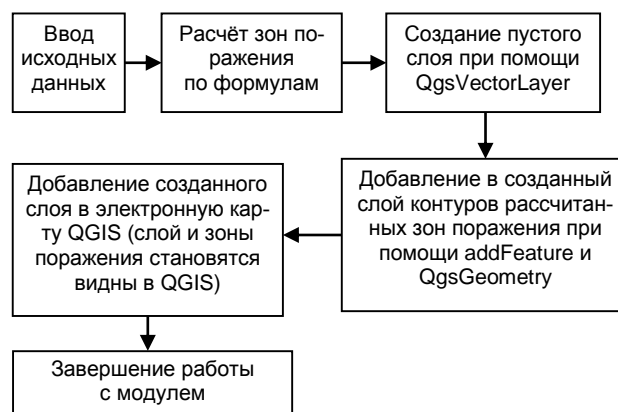 Ввод
исходных
данных
Расчёт зон по-
ражения
по формулам
Создание пустого
слоя при помощи
QgsVectorLayer
Добавление в созданный
слой контуров рассчитан-
ных зон поражения при
помощи addFeature и
QgsGeometry
Добавление созданного
слоя в электронную кар-
ту QGIS (слой и зоны
поражения становятся
видны в QGIS)
Завершение работы
с модулем